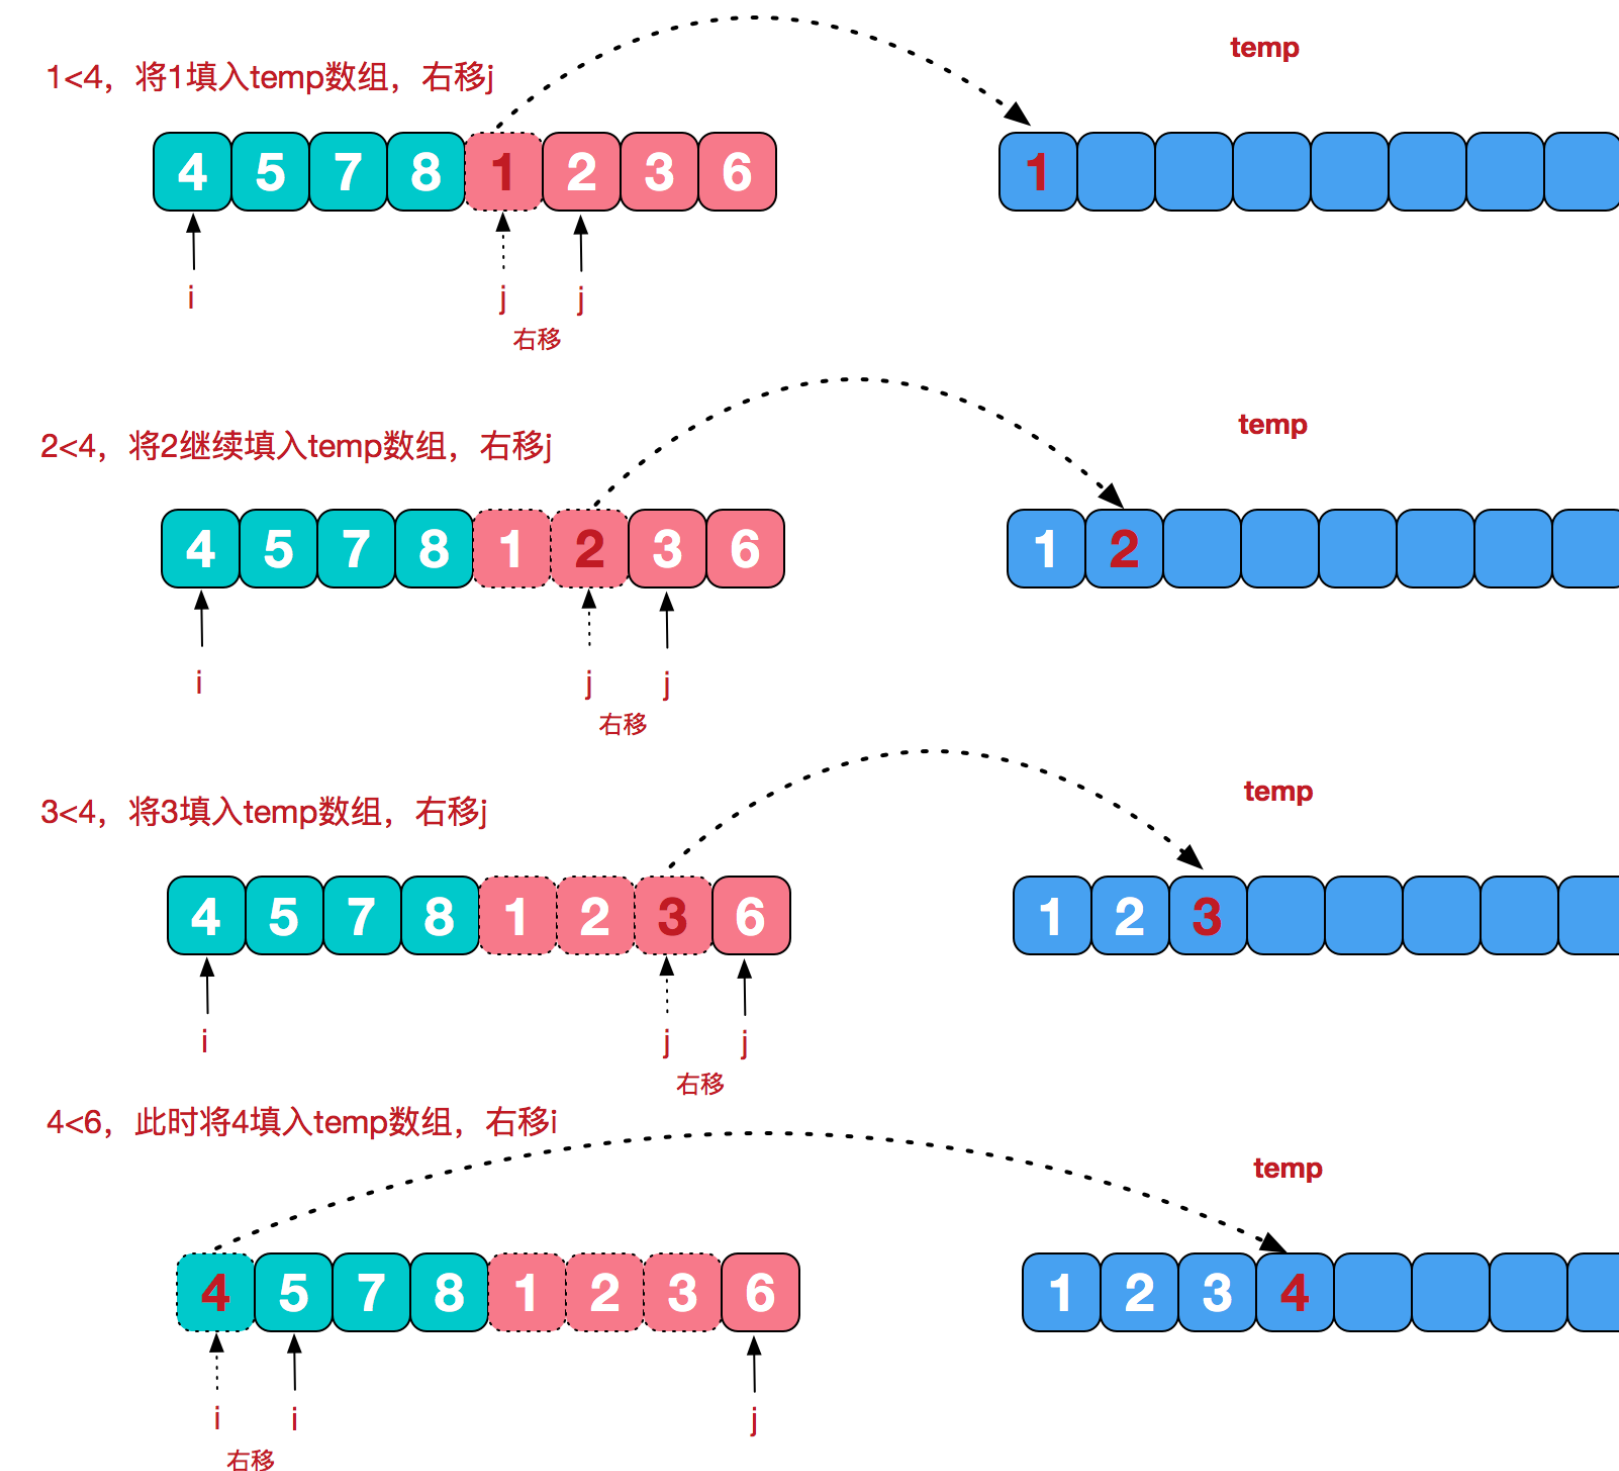 temp
1<4，将1填入temp数组，右移j
4 5 7 8 1 2 3 6
1
i j j
右移
temp
2<4，将2继续填入temp数组，右移j
4 5 7 8 1 2 3 6
1 2
i j j
右移
temp
3<4，将3填入temp数组，右移j
4 5 7 8 1 2 3 6
1 2 3
i j j
右移
4<6，此时将4填入temp数组，右移i
temp
4 5 7 8 1 2 3 6
1 2 3 4
i i j
右移